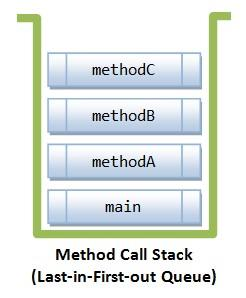 methodC
methodB
methodA
main
Method Call Stack
(Last-in-First-out Queue)